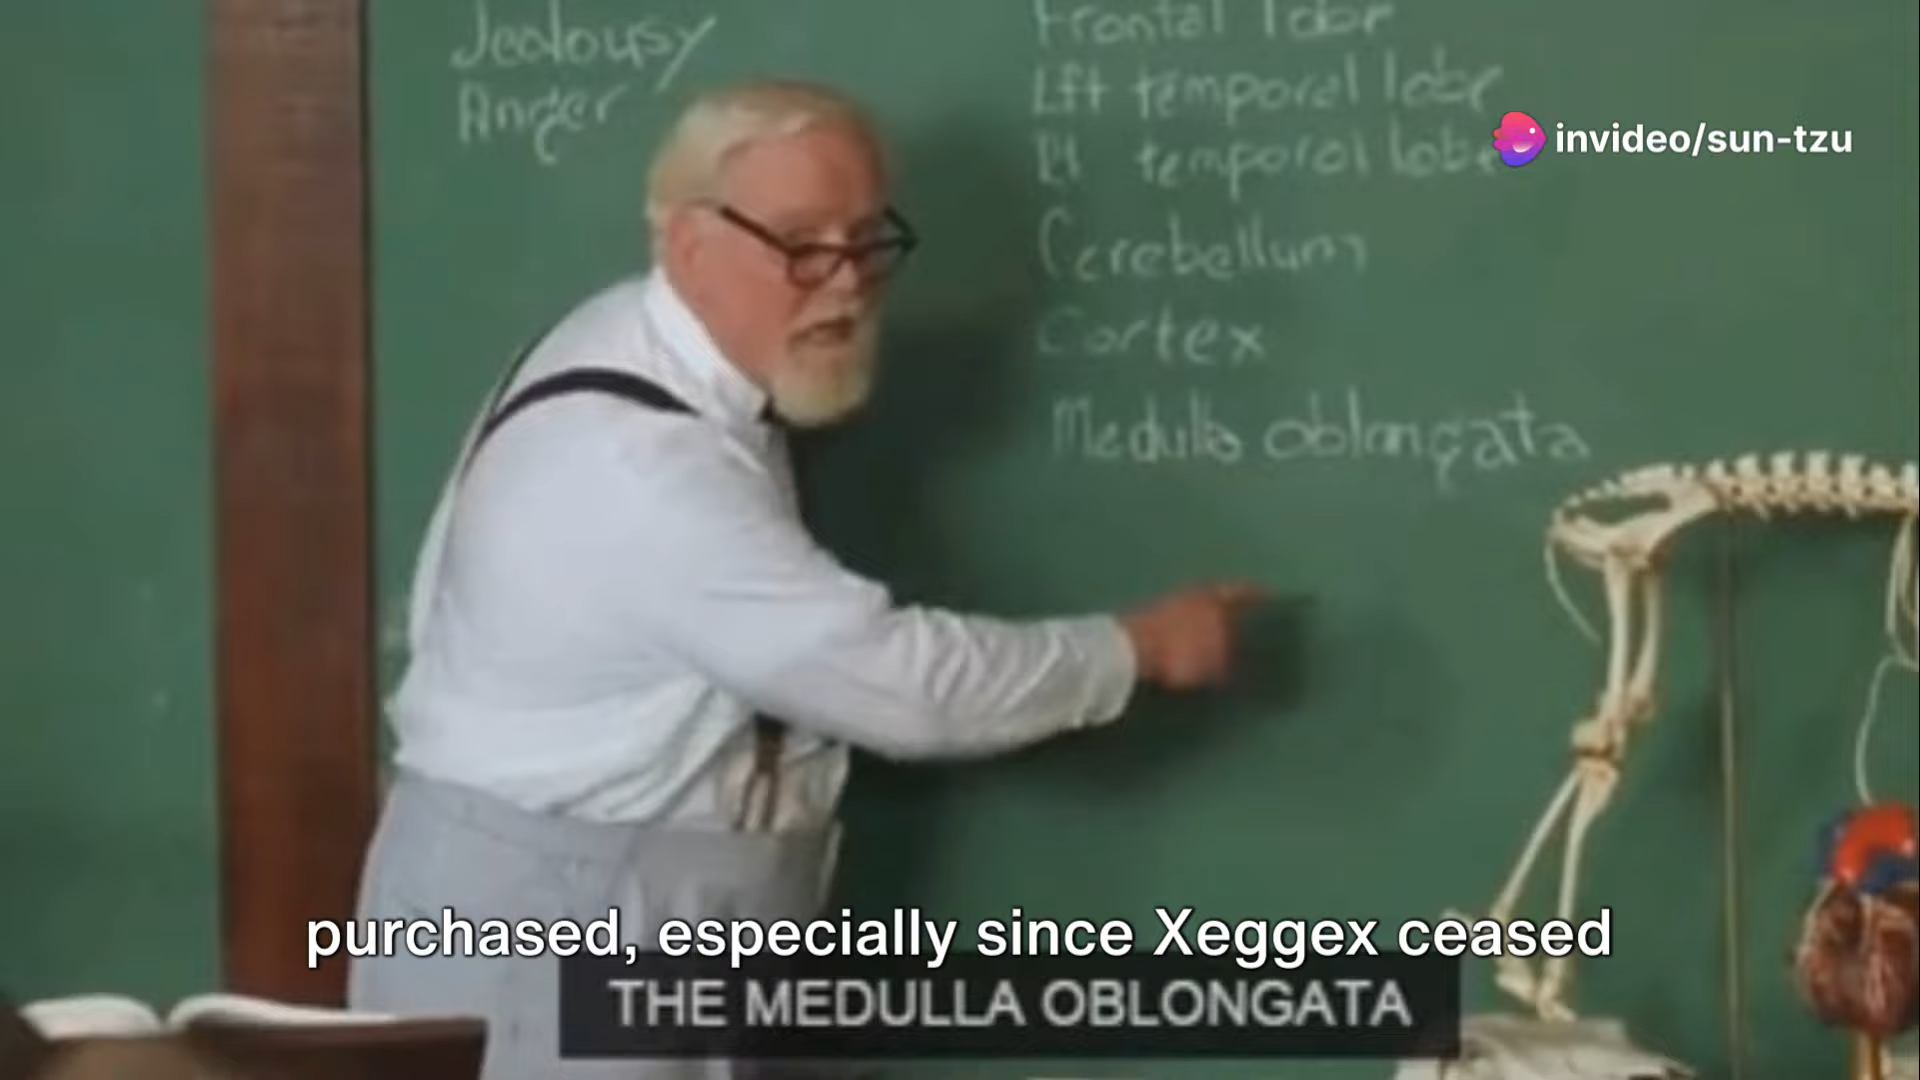 Jealousy
Anger
Frontal lobe
Lft temporal lobe
Rt temporal lobe
Cerebellum
Cortex
Medulla oblongata
invideo/sun-tzu
purchased, especially since Xeggex ceased
THE MEDULLA OBLONGATA